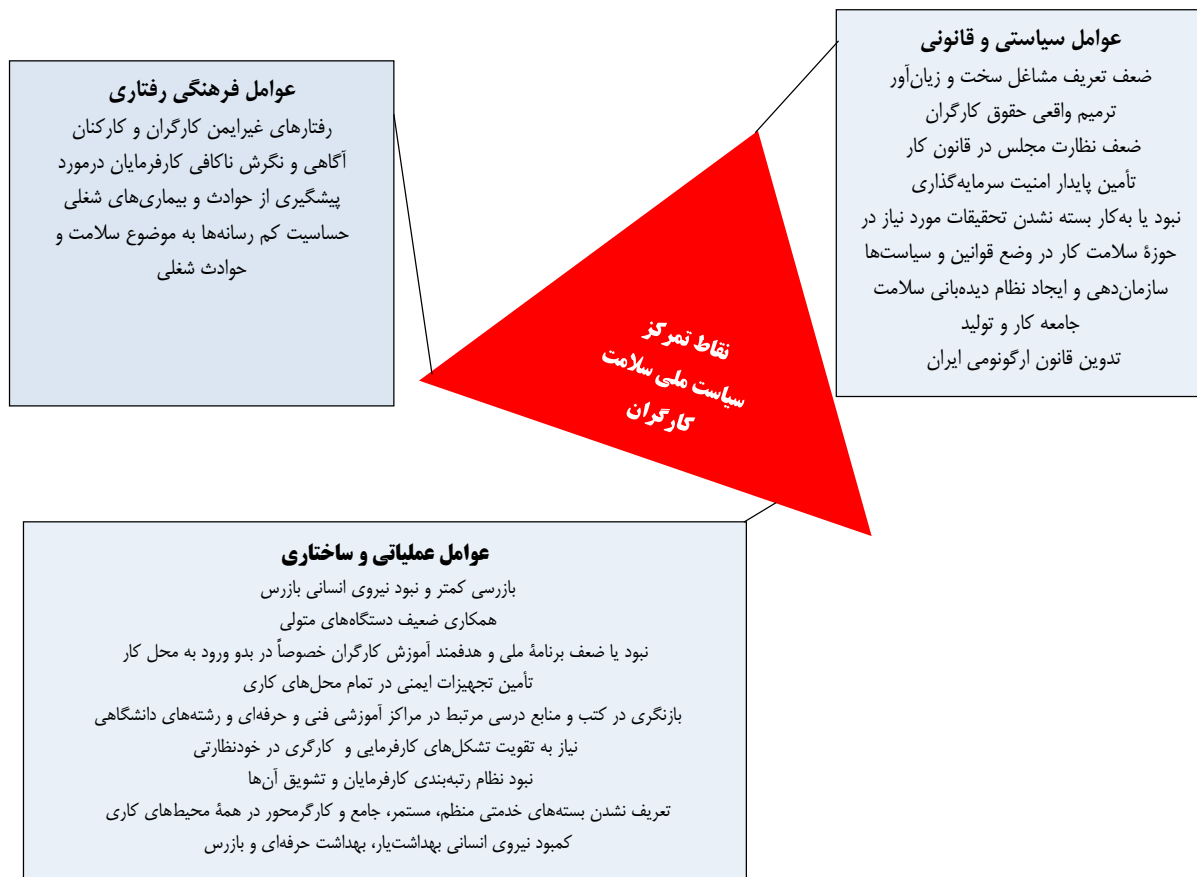 عوامل سیاستی و قانونی
ضعف تعریف مشاغل سخت و زیان‌آور
ترمیم واقعی حقوق کارگران
ضعف نظارت مجلس در قانون کار
تأمین پایدار امنیت سرمایه‌گذاری
نبود یا به‌کار بسته نشدن تحقیقات مورد نیاز در
حوزۀ سلامت کار در وضع قوانین و سیاست‌ها
سازمان‌دهی و ایجاد نظام دیده‌بانی سلامت
جامعه کار و تولید
تدوین قانون ارگونومی ایران
عوامل فرهنگی رفتاری
رفتارهای غیرایمن کارگران و کارکنان
آگاهی و نگرش ناکافی کارفرمایان درمورد
پیشگیری از حوادث و بیماری‌های شغلی
حساسیت کم رسانه‌ها به موضوع سلامت و
حوادث شغلی
نقاط تمرکز
سیاست ملی سلامت
کارگران
عوامل عملیاتی و ساختاری
بازرسی کمتر و نبود نیروی انسانی بازرس
همکاری ضعیف دستگاه‌های متولی
نبود یا ضعف برنامۀ ملی و هدفمند آموزش کارگران خصوصاً در بدو ورود به محل کار
تأمین تجهیزات ایمنی در تمام محل‌های کاری
بازنگری در کتب و منابع درسی مرتبط در مراکز آموزشی فنی و حرفه‌ای و رشته‌های دانشگاهی
نیاز به تقویت تشکل‌های کارفرمایی و کارگری در خودنظارتی
نبود نظام رتبه‌بندی کارفرمایان و تشویق آن‌ها
تعریف نشدن بسته‌های خدمتی منظم، مستمر، جامع و کارگرمحور در همۀ محیط‌های کاری
کمبود نیروی انسانی بهداشت‌یار، بهداشت حرفه‌ای و بازرس